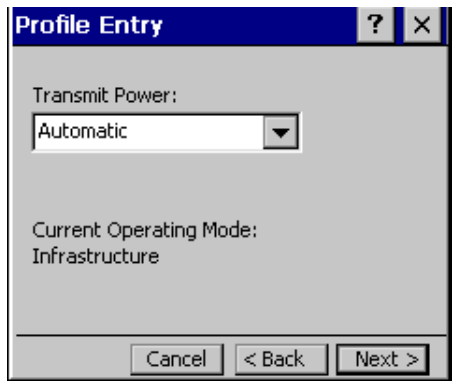 Profile Entry ? ×
Transmit Power:
Automatic
Current Operating Mode:
Infrastructure
Cancel < Back Next >